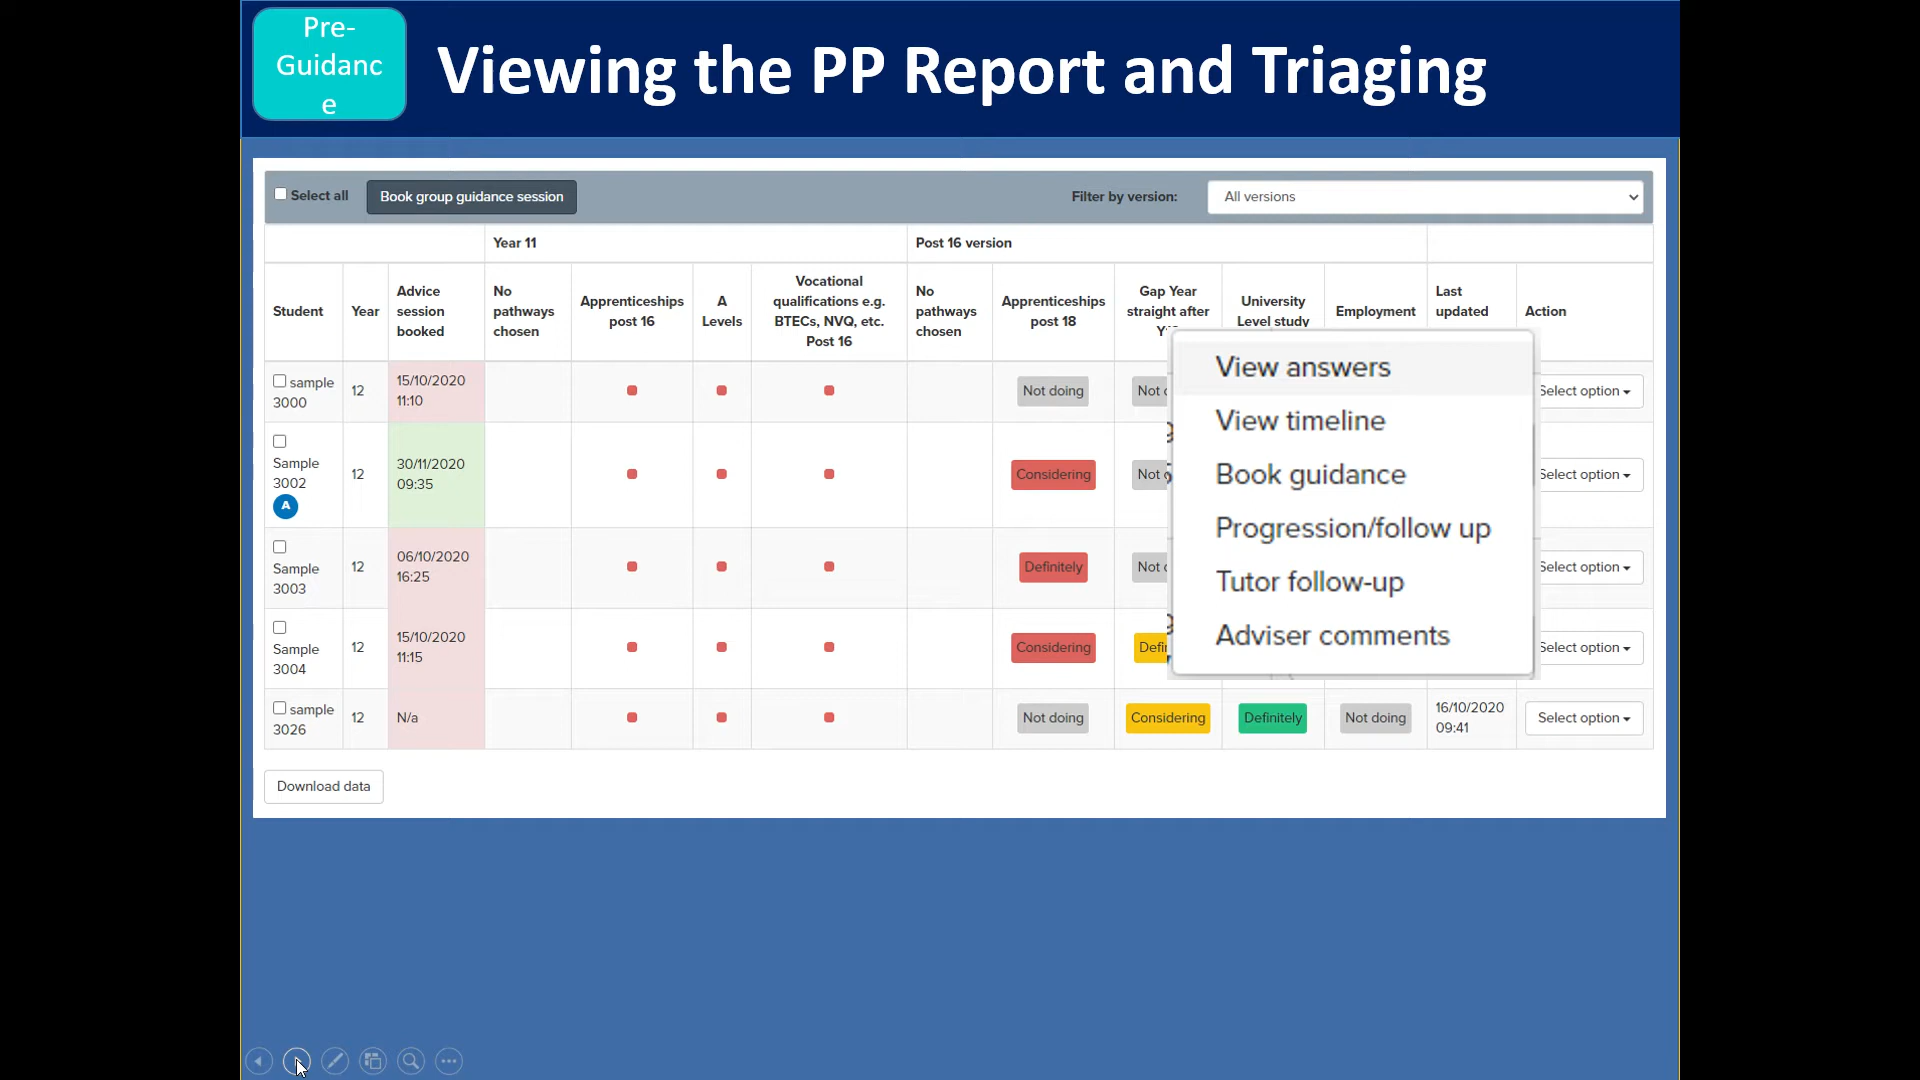 Pre-
Guidanc
e
Viewing the PP Report and Triaging
Select all
Book group guidance session
Filter by version:
All versions
Year 11
Post 16 version
Student
Year
Advice
session
booked
No
pathways
chosen
Apprenticeships
post 16
A
Levels
Vocational
qualifications e.g.
BTECs, NVQ, etc.
Post 16
No
pathways
chosen
Apprenticeships
post 18
Gap Year
straight after
University
Level study
Employment
Last
updated
Action
sample
3000
12
15/10/2020
11:10
Not doing
Not
Select option
Sample
3002
A
12
30/11/2020
09:35
Considering
Not
Select option
Sample
3003
12
06/10/2020
16:25
Definitely
Not
Select option
Sample
3004
12
15/10/2020
11:15
Considering
Defin
Select option
sample
3026
12
N/a
Not doing
Considering
Definitely
Not doing
16/10/2020
09:41
Select option
View answers
View timeline
Book guidance
Progression/follow up
Tutor follow-up
Adviser comments
Download data